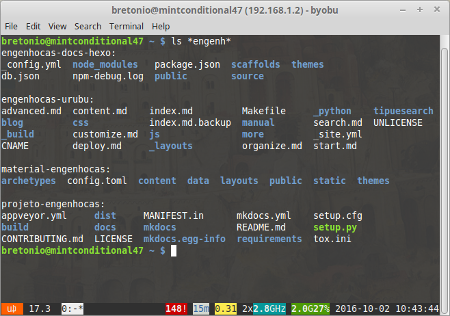 bretonio@mintconditional47 (192.168.1.2) - byobu
File Edit View Search Terminal Help
bretonio@mintconditional47 ~ $ ls *engenh*
engenhocas-docs-hexo:
_config.yml node_modules package.json scaffolds themes
db.json npm-debug.log public source
engenhocas-urubu:
advanced.md content.md index.md Makefile _python tipuesearch
blog css index.md.backup manual search.md UNLICENSE
_build customize.md js more _site.yml
CNAME deploy.md _layouts organize.md start.md
material-engenhocas:
archetypes config.toml content data layouts public static themes
projeto-engenhocas:
appveyor.yml dist MANIFEST.in mkdocs.yml setup.cfg
build docs mkdocs README.md setup.py
CONTRIBUTING.md LICENSE mkdocs.egg-info requirements tox.ini
bretonio@mintconditional47 ~ $
17.3 0:-* 168! 15m 0.31 2x2.8GHz 2.0G27% 2016-10-02 10:43:44